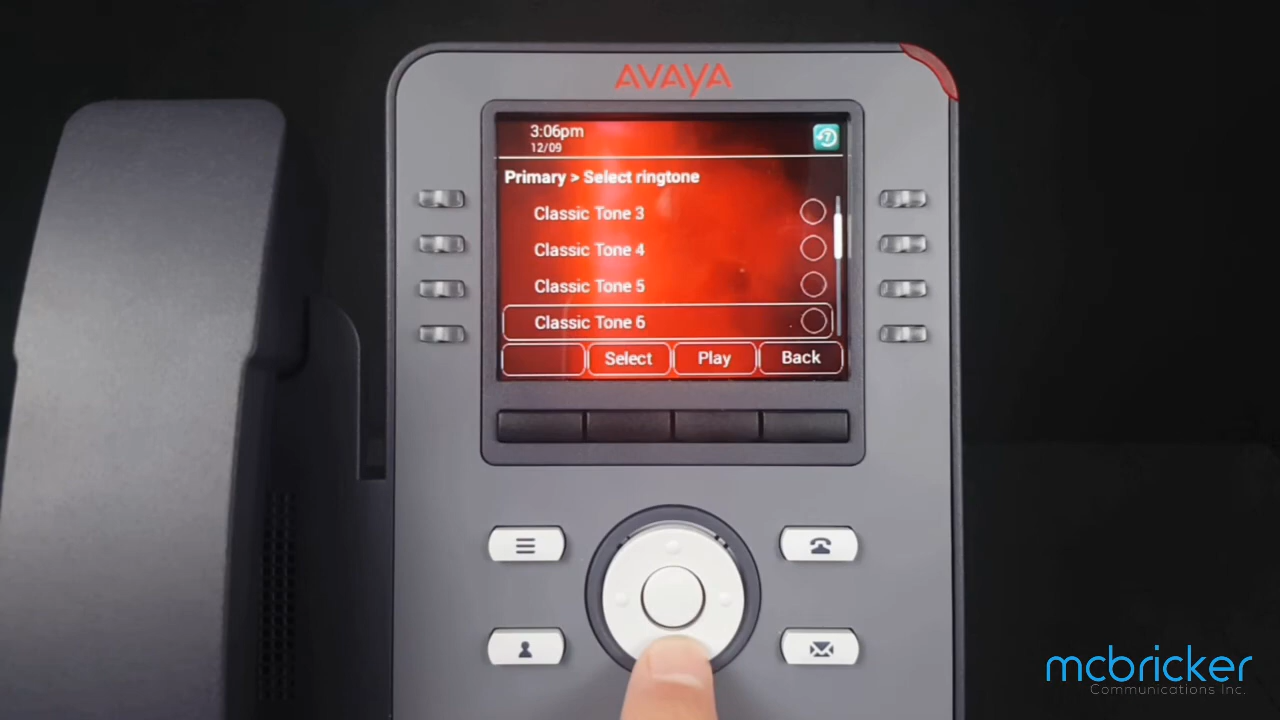 AVAYA
3:06pm
12/09
Primary > Select ringtone
Classic Tone 3
Classic Tone 4
Classic Tone 5
Classic Tone 6
Select Play Back
mcbricker
Communications Inc.